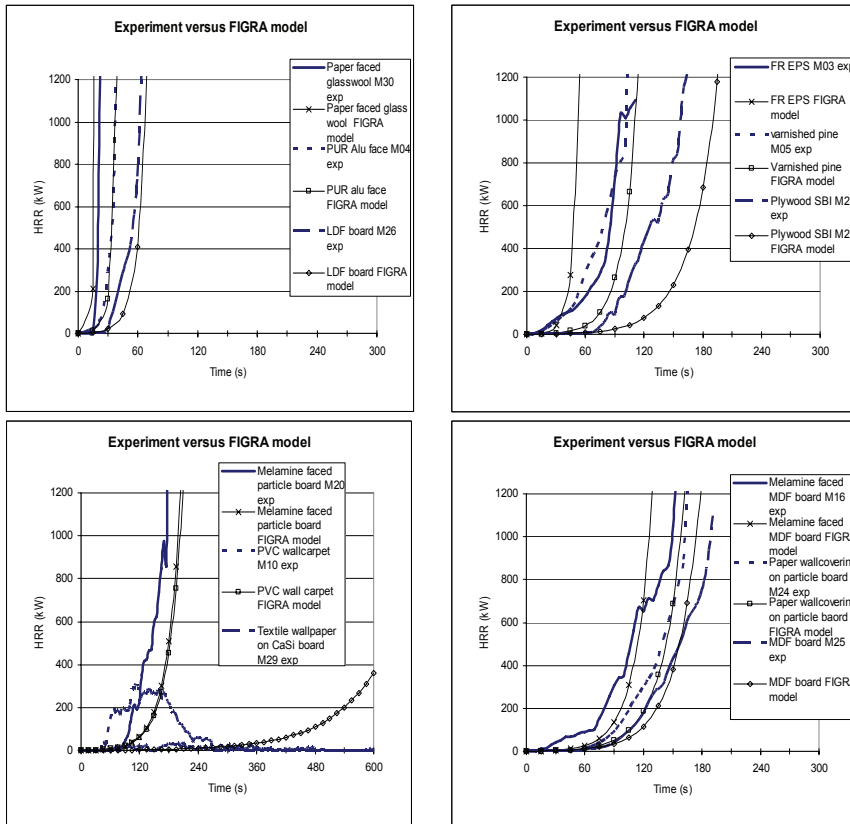 Experiment versus FIGRA model
1200
1000
800
600
400
200
0
HRR (kW)
0
60
120
180
240
300
Time (s)
Paper faced
glasswool M30
exp
Paper faced glass
wool FIGRA
model
PUR Alu face M04
exp
PUR alu face
FIGRA model
LDF board M26
exp
LDF board FIGRA
model
Experiment versus FIGRA model
1200
1000
800
600
400
200
0
HRR (kW)
0
60
120
180
240
300
Time (s)
FR EPS M03 exp
FR EPS FIGRA
model
varnished pine
M05 exp
Varnished pine
FIGRA model
Plywood SBI M2
exp
Plywood SBI M2
FIGRA model
Experiment versus FIGRA model
1200
1000
800
600
400
200
0
HRR (kW)
0
120
240
360
480
600
Time (s)
Melamine faced
particle board M20
exp
Melamine faced
particle board
FIGRA model
PVC wallcarpet
M10 exp
PVC wall carpet
FIGRA model
Textile wallpaper
on CaSi board
M29 exp
Experiment versus FIGRA model
1200
1000
800
600
400
200
0
HRR (kW)
0
60
120
180
240
300
Time (s)
Melamine faced
MDF board M16
exp
Melamine faced
MDF board FIGR
model
Paper wallcoverin
on particle board
M24 exp
Paper wallcoverin
on particle baord
FIGRA model
MDF board M25
exp
MDF board FIGR
model